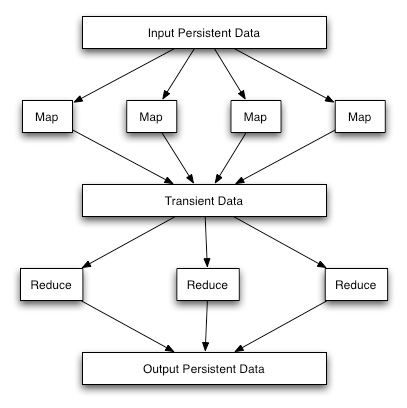 Input Persistent Data
Map Map Map Map
Transient Data
Reduce Reduce Reduce
Output Persistent Data